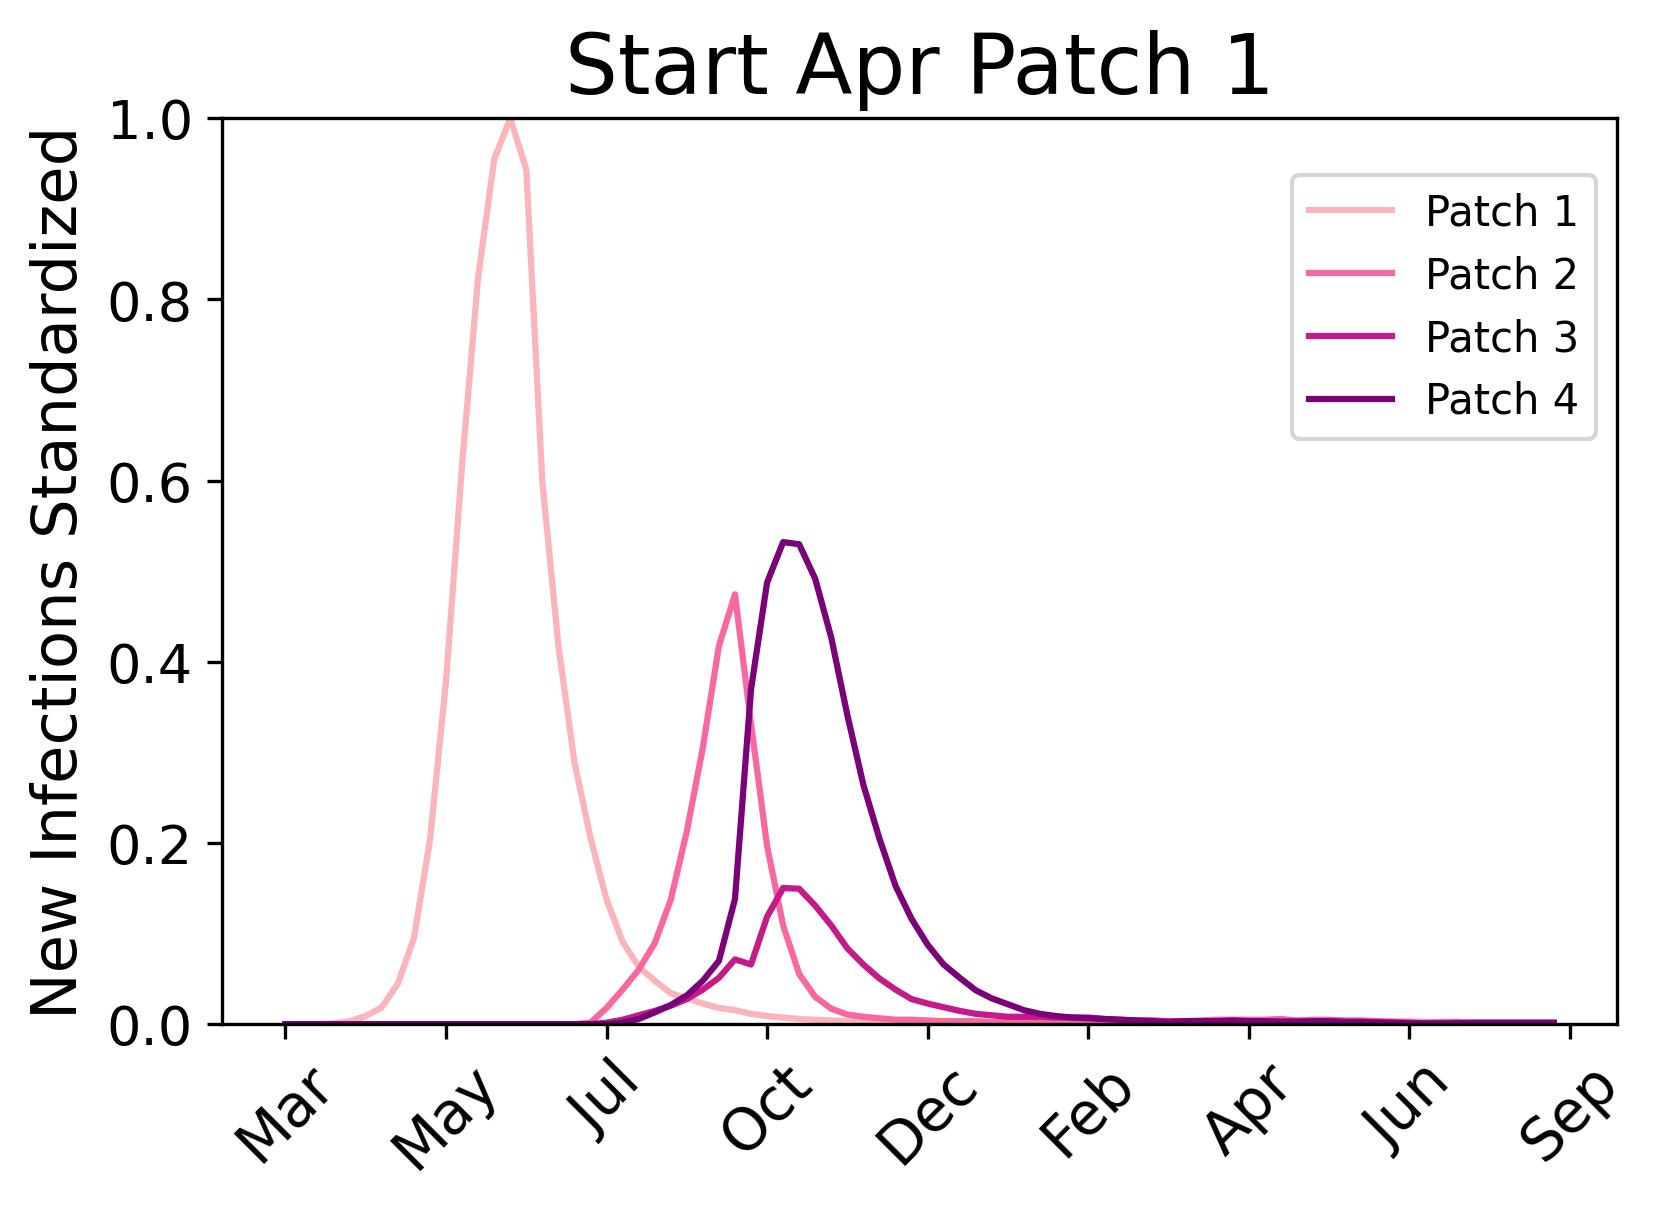 Start Apr Patch 1
New Infections Standardized
1.0
0.8
0.6
0.4
0.2
0.0
Patch 1
Patch 2
Patch 3
Patch 4
Mar May Jul Oct Dec Feb Apr Jun Sep